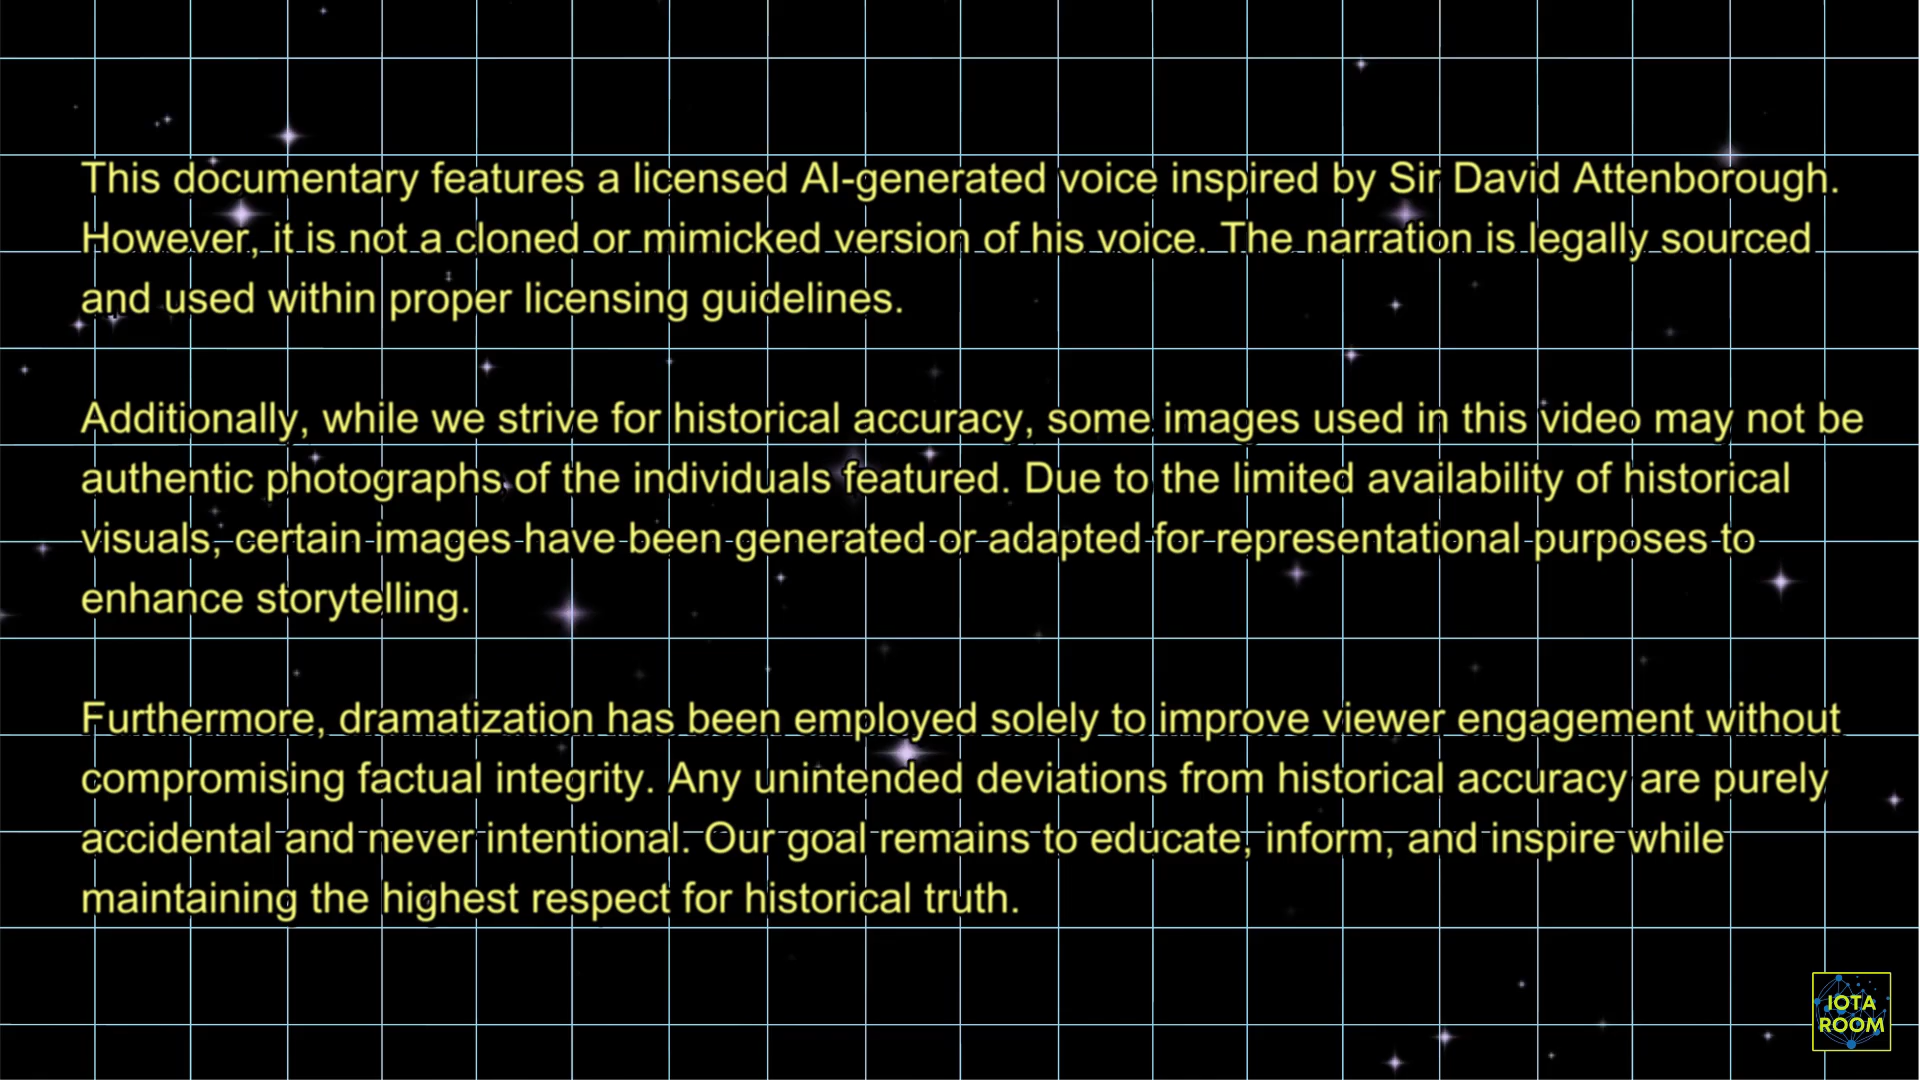 This documentary features a licensed AI-generated voice inspired by Sir David Attenborough.
However, it is not a cloned or mimicked version of his voice. The narration is legally sourced
and used within proper licensing guidelines.
Additionally, while we strive for historical accuracy, some images used in this video may not be
authentic photographs of the individuals featured. Due to the limited availability of historical
visuals, certain images have been generated or adapted for representational purposes to
enhance storytelling.
Furthermore, dramatization has been employed solely to improve viewer engagement without
compromising factual integrity. Any unintended deviations from historical accuracy are purely
accidental and never intentional. Our goal remains to educate, inform, and inspire while
maintaining the highest respect for historical truth.
IOTA
ROOM